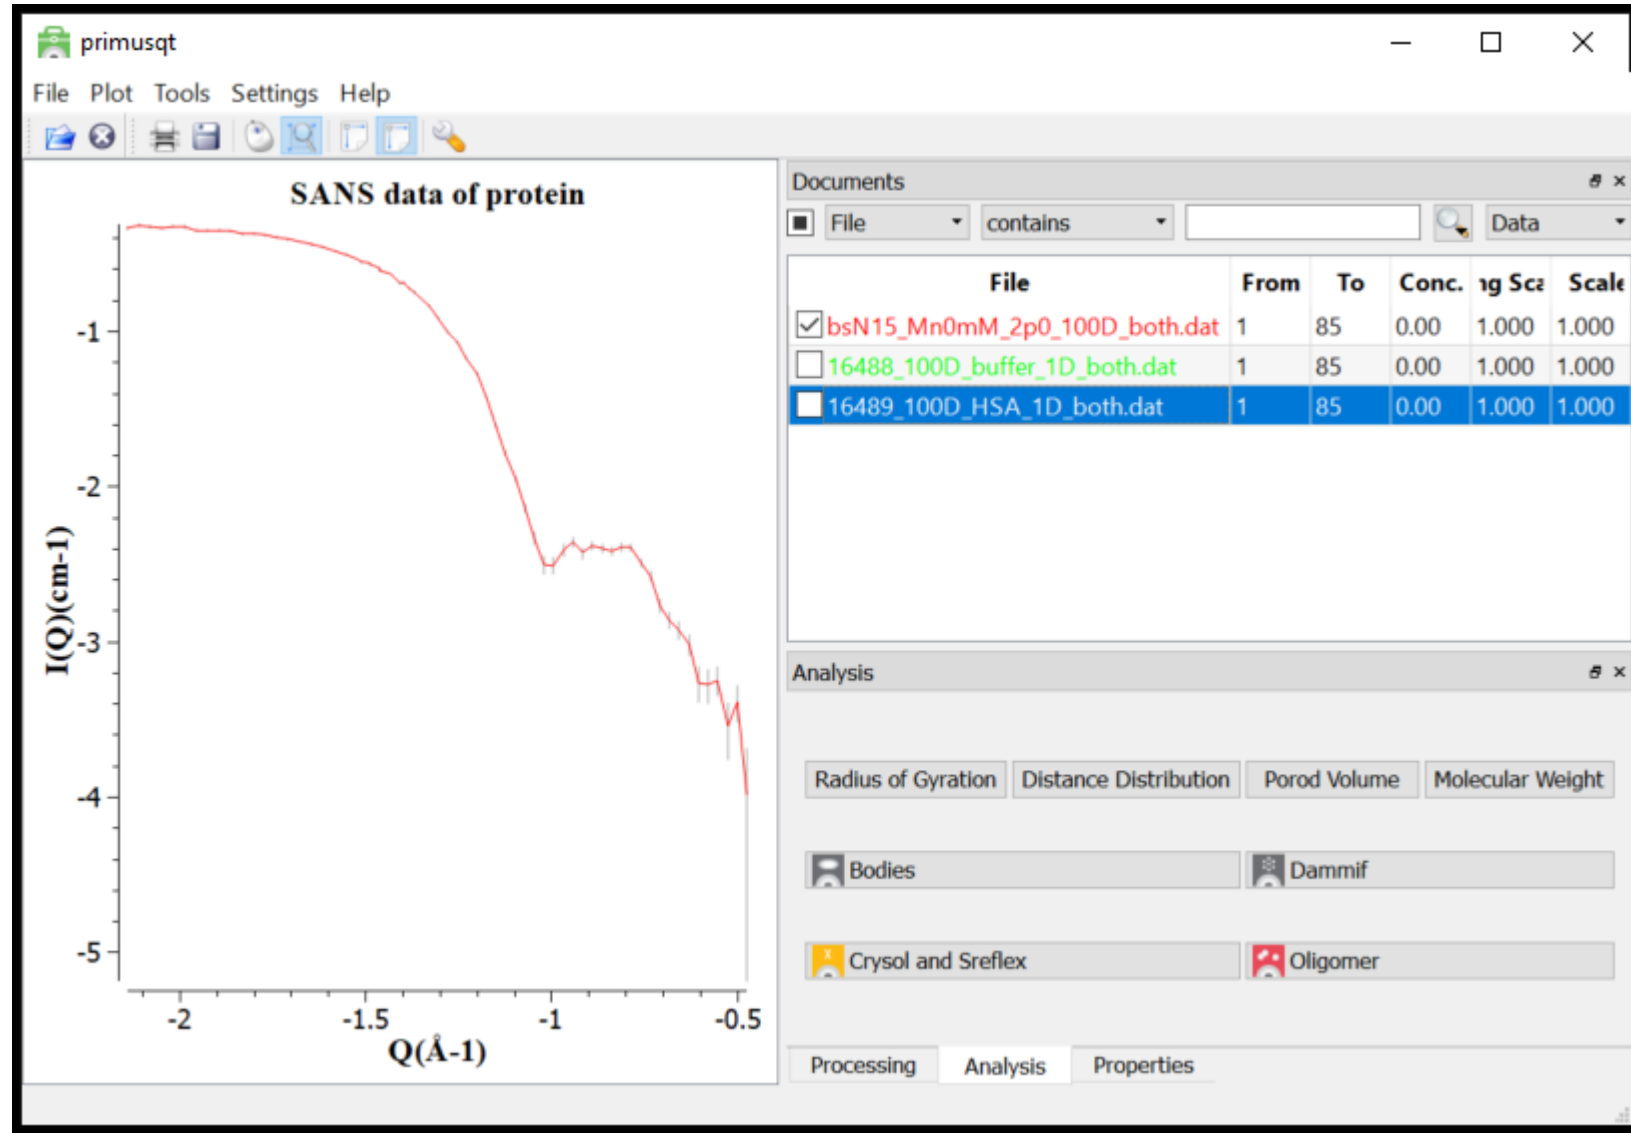 primusqt
File Plot Tools Settings Help
SANS data of protein
I(Q)(cm-1)
-1
-2
-3
-4
-5
-2 -1.5 -1 -0.5
Q(Å-1)
Documents
File contains Data
File From To Conc. ng Sca Scale
bsN15_Mn0mM_2p0_100D_both.dat 1 85 0.00 1.000 1.000
16488_100D_buffer_1D_both.dat 1 85 0.00 1.000 1.000
16489_100D_HSA_1D_both.dat 1 85 0.00 1.000 1.000
Analysis
Radius of Gyration Distance Distribution Porod Volume Molecular Weight
Bodies Dammif
Crysol and Sreflex Oligomer
Processing Analysis Properties